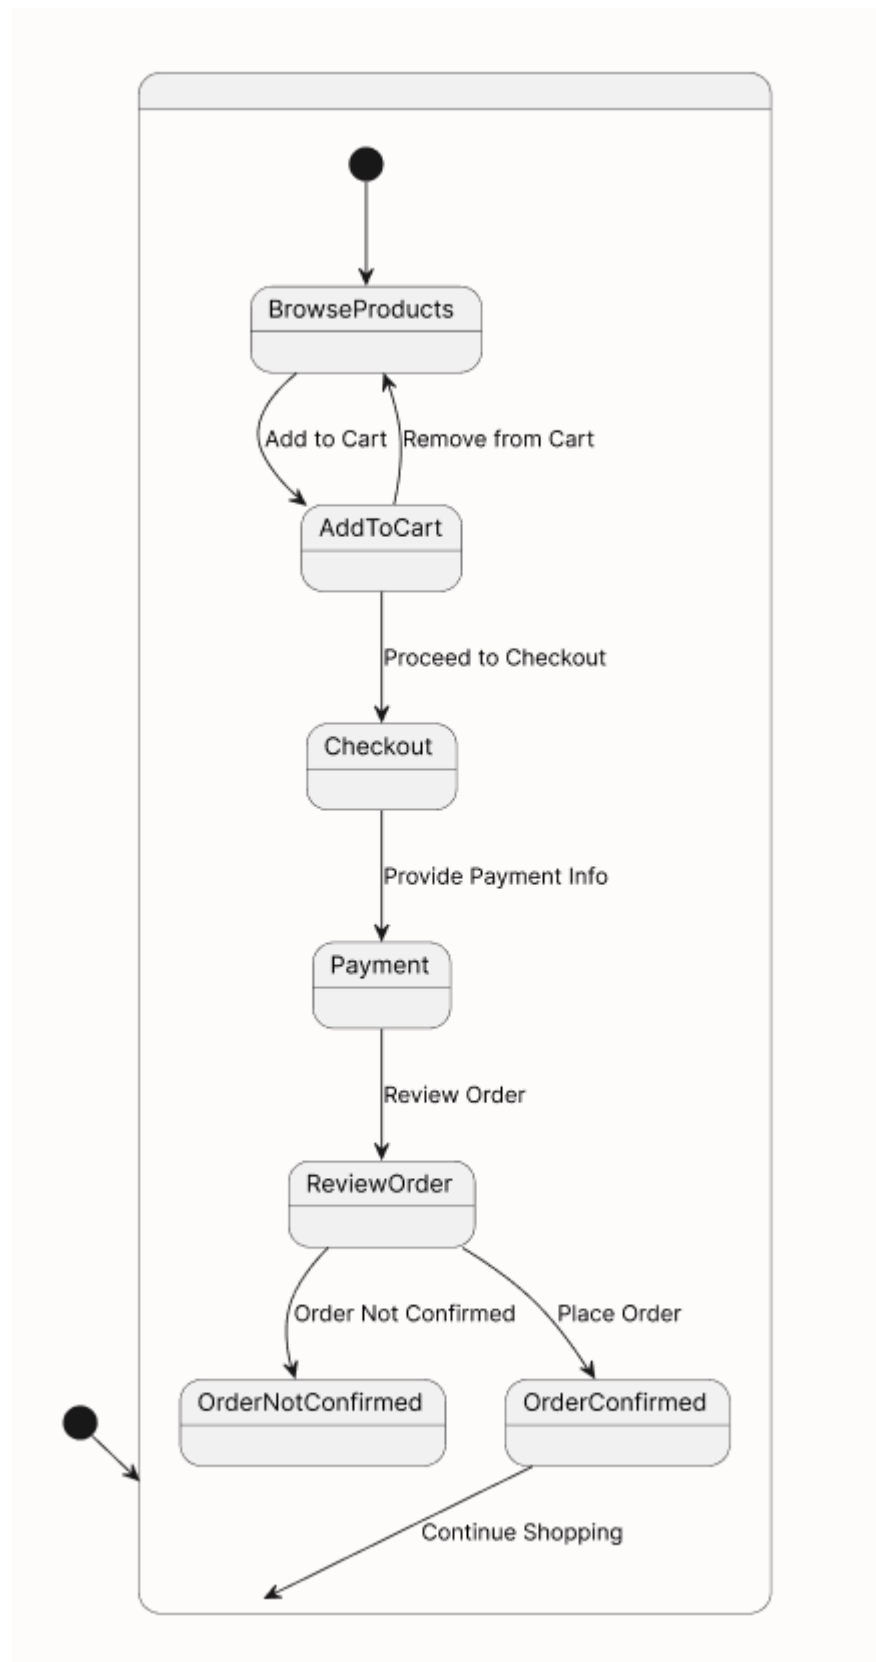 BrowseProducts
Add to Cart
Remove from Cart
AddToCart
Proceed to Checkout
Checkout
Provide Payment Info
Payment
Review Order
ReviewOrder
Order Not Confirmed
Place Order
OrderNotConfirmed
OrderConfirmed
Continue Shopping